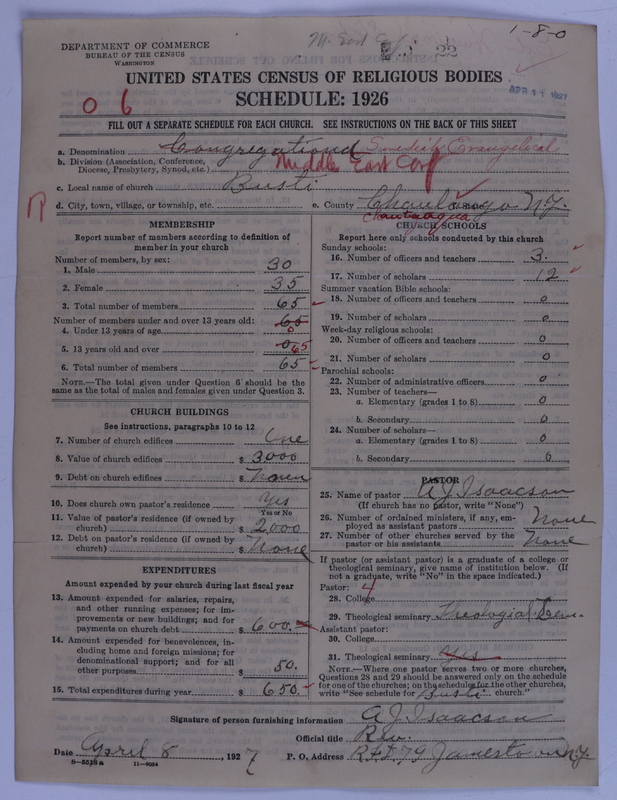 1-8-0
DEPARTMENT OF COMMERCE
BUREAU OF THE CENSUS
WASHINGTON
22
APR 11 1927
UNITED STATES CENSUS OF RELIGIOUS BODIES
SCHEDULE: 1926
0 6
FILL OUT A SEPARATE SCHEDULE FOR EACH CHURCH. SEE INSTRUCTIONS ON THE BACK OF THIS SHEET
a. Denomination Congregational Swedish Evangelical
b. Division (Association, Conference, Diocese, Presbytery, Synod, etc.) Middle East Conf
c. Local name of church Busti
d. City, town, village, or township, etc. e. County N.Y.
Chautauqua
MEMBERSHIP
Report number of members according to definition of member in your church
Number of members, by sex:
1. Male 30
2. Female 35
3. Total number of members 65
Number of members under and over 13 years old:
4. Under 13 years of age 65 0
5. 13 years old and over 0 65
6. Total number of members 65
NOTE.—The total given under Question 6 should be the same as the total of males and females given under Question 3.
CHURCH BUILDINGS
See instructions, paragraphs 10 to 12
7. Number of church edifices One
8. Value of church edifices $ 3000
9. Debt on church edifices $
10. Does church own pastor's residence Yes
Yes or No
11. Value of pastor's residence (if owned by church) $ 2000
12. Debt on pastor's residence (if owned by church) $ None
EXPENDITURES
Amount expended by your church during last fiscal year
13. Amount expended for salaries, repairs, and other running expenses; for improvements or new buildings; and for payments on church debt $ 600.
14. Amount expended for benevolences, including home and foreign missions; for denominational support; and for all other purposes $ 50.
15. Total expenditures during year $ 650.
CHURCH SCHOOLS
Report here only schools conducted by this church
Sunday schools:
16. Number of officers and teachers 3.
17. Number of scholars 12
Summer vacation Bible schools:
18. Number of officers and teachers 0
19. Number of scholars 0
Week-day religious schools:
20. Number of officers and teachers 0
21. Number of scholars 0
Parochial schools:
22. Number of administrative officers 0
23. Number of teachers—
a. Elementary (grades 1 to 8) 0
b. Secondary 0
24. Number of scholars—
a. Elementary (grades 1 to 8) 0
b. Secondary 0
PASTOR
25. Name of pastor A J Isaacson
(If church has no pastor, write "None")
26. Number of ordained ministers, if any, employed as assistant pastors None
27. Number of other churches served by the pastor or his assistants None
If pastor (or assistant pastor) is a graduate of a college or theological seminary, give name of institution below. (If not a graduate, write "No" in the space indicated.)
Pastor:
28. College 4
29. Theological seminary Theological Sem.
Assistant pastor:
30. College
31. Theological seminary Yes
NOTE.—Where one pastor serves two or more churches, Questions 28 and 29 should be answered only on the schedule for one of the churches; on the schedules for the other churches, write "See schedule for Busti church."
Signature of person furnishing information A J Isaacson
Official title Rev.
Date April 8, 1927 P. O. Address R.F.D. 79 Jamestown N.Y.
8-5518a 11-9054